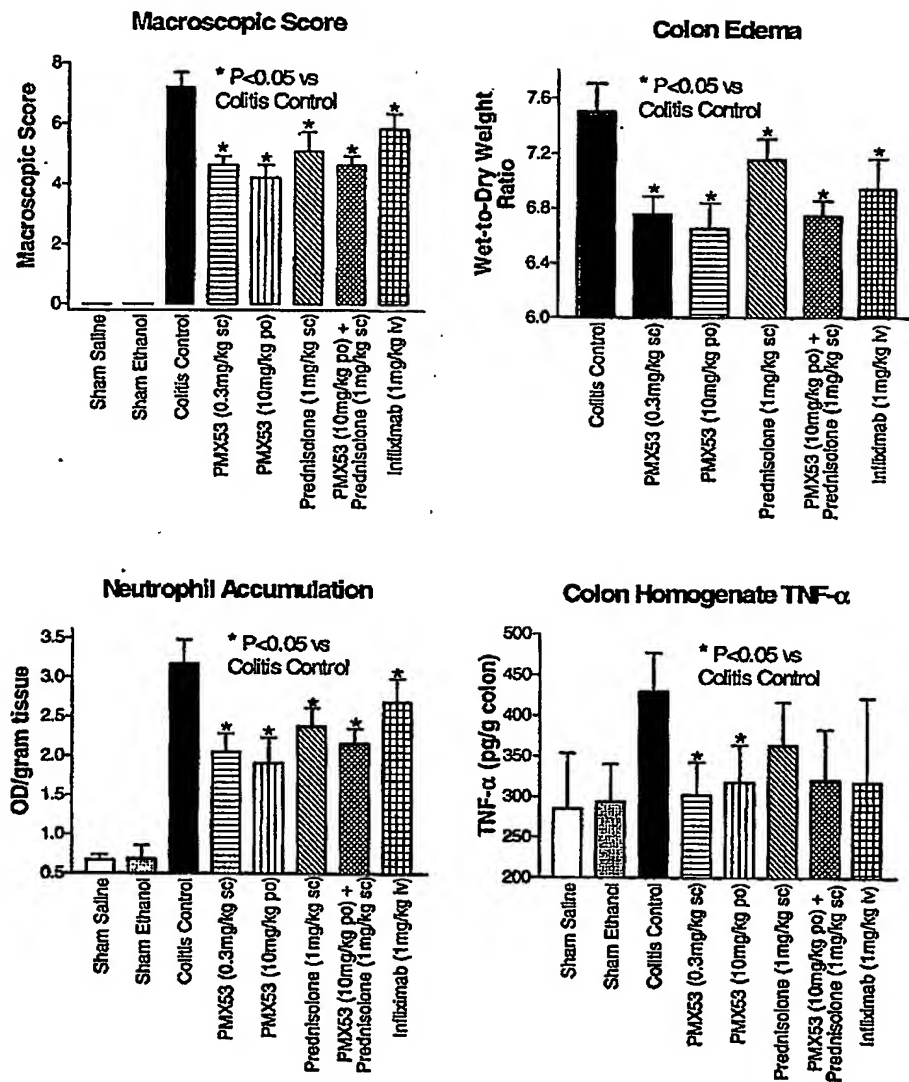 Macroscopic Score
Macroscopic Score
8
6
4
2
0
* P<0.05 vs
Colitis Control
*
*
*
*
*
Sham Saline
Sham Ethanol
Colitis Control
PMX53 (0.3mg/kg sc)
PMX53 (10mg/kg po)
Prednisolone (1mg/kg sc)
PMX53 (10mg/kg po) +
Prednisolone (1mg/kg sc)
Infliximab (1mg/kg iv)
Colon Edema
Wet-to-Dry Weight
Ratio
7.6
7.2
6.8
6.4
6.0
* P<0.05 vs
Colitis Control
*
*
*
*
*
Colitis Control
PMX53 (0.3mg/kg sc)
PMX53 (10mg/kg po)
Prednisolone (1mg/kg sc)
PMX53 (10mg/kg po) +
Prednisolone (1mg/kg sc)
Infliximab (1mg/kg iv)
Neutrophil Accumulation
OD/gram tissue
3.5
3.0
2.5
2.0
1.5
1.0
0.5
* P<0.05 vs
Colitis Control
*
*
*
*
*
Sham Saline
Sham Ethanol
Colitis Control
PMX53 (0.3mg/kg sc)
PMX53 (10mg/kg po)
Prednisolone (1mg/kg sc)
PMX53 (10mg/kg po) +
Prednisolone (1mg/kg sc)
Infliximab (1mg/kg iv)
Colon Homogenate TNF-α
TNF-α (pg/g colon)
500
450
400
350
300
250
200
* P<0.05 vs
Colitis Control
*
*
Sham Saline
Sham Ethanol
Colitis Control
PMX53 (0.3mg/kg sc)
PMX53 (10mg/kg po)
Prednisolone (1mg/kg sc)
PMX53 (10mg/kg po) +
Prednisolone (1mg/kg sc)
Infliximab (1mg/kg iv)